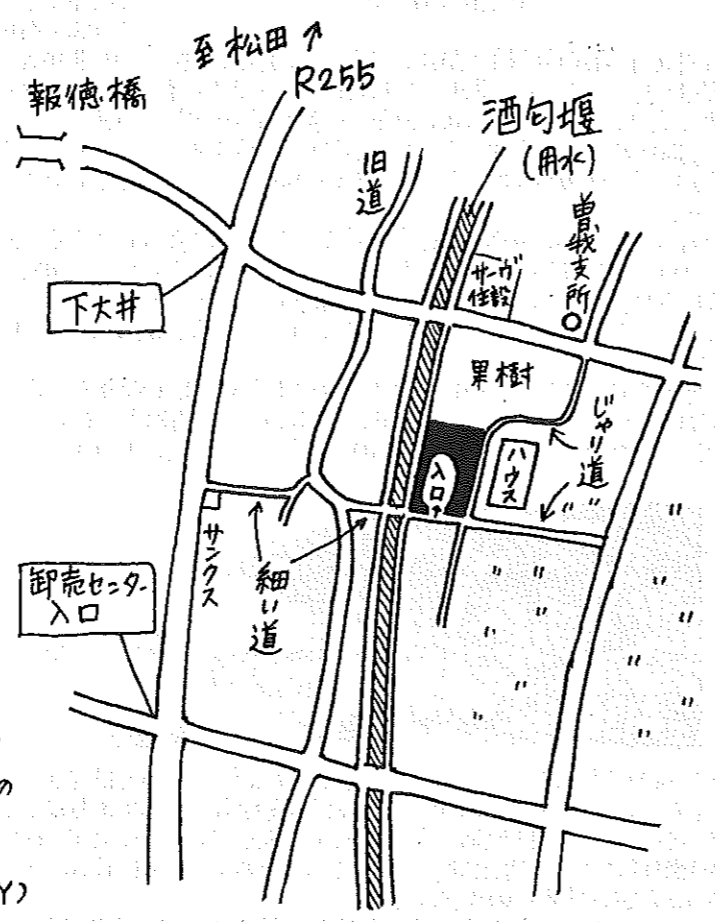 至松田↗
R255
報徳橋
酒匂堰
(用水)
旧道
曽我支所
サーヴ
住設
下大井
果樹
じゃり道
ハウス
入口
サンクス
細い道
卸売センター
入口
の
Y)